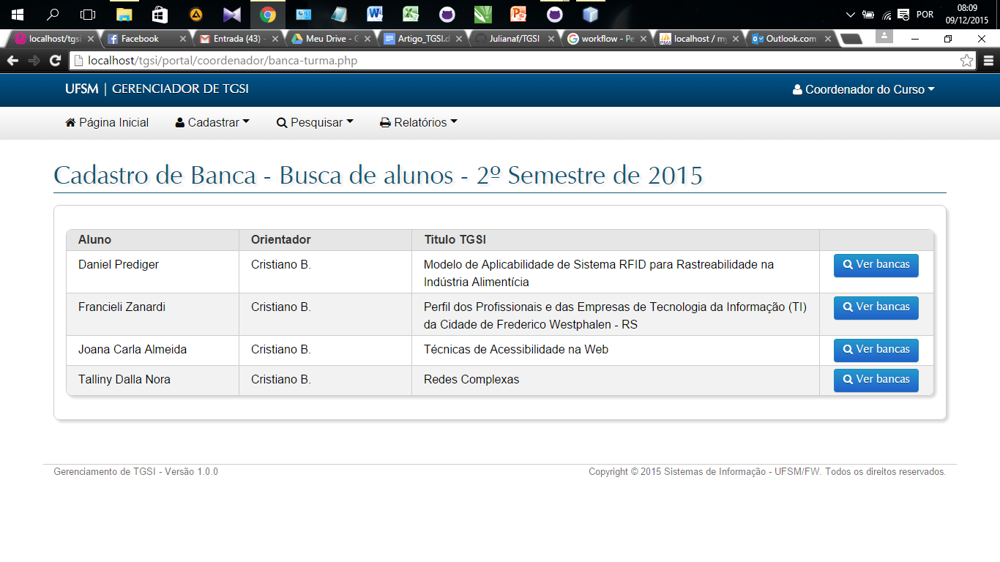 08:09
POR
09/12/2015
localhost/tgsi
Facebook
Entrada (43) -
Meu Drive - G
Artigo_TGSI.d
Julianaf/TGSI
workflow - Pe
localhost / my
Outlook.com
localhost/tgsi/portal/coordenador/banca-turma.php
UFSM | GERENCIADOR DE TGSI
Coordenador do Curso
Página Inicial
Cadastrar
Pesquisar
Relatórios
Cadastro de Banca - Busca de alunos - 2º Semestre de 2015
Aluno Orientador Título TGSI
Daniel Prediger Cristiano B. Modelo de Aplicabilidade de Sistema RFID para Rastreabilidade na Ver bancas
Indústria Alimentícia
Francieli Zanardi Cristiano B. Perfil dos Profissionais e das Empresas de Tecnologia da Informação (TI) Ver bancas
da Cidade de Frederico Westphalen - RS
Joana Carla Almeida Cristiano B. Técnicas de Acessibilidade na Web Ver bancas
Talliny Dalla Nora Cristiano B. Redes Complexas Ver bancas
Gerenciamento de TGSI - Versão 1.0.0
Copyright © 2015 Sistemas de Informação - UFSM/FW. Todos os direitos reservados.